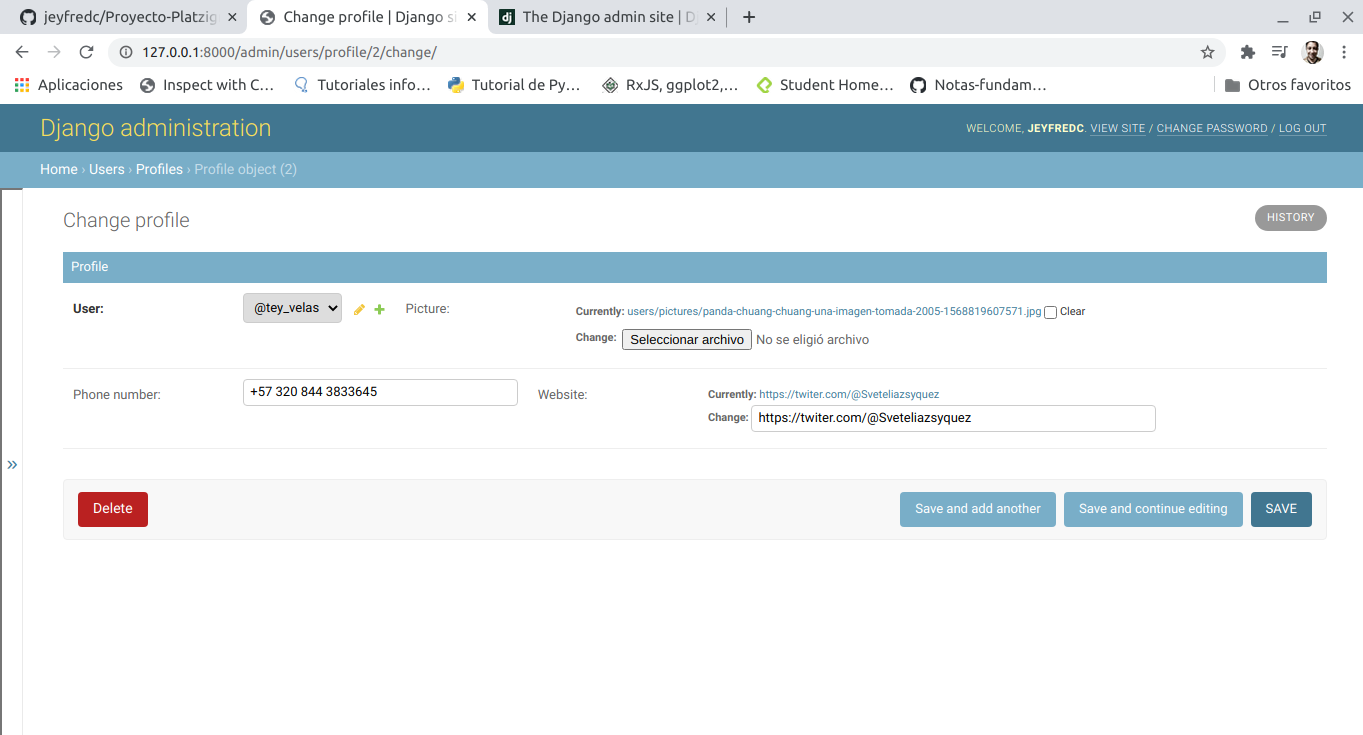 jeyfredc/Proyecto-Platzig
Change profile | Django si
The Django admin site | D
127.0.0.1:8000/admin/users/profile/2/change/
Aplicaciones Inspect with C... Tutoriales info... Tutorial de Py... RxJS, ggplot2,... Student Home... Notas-fundam... Otros favoritos
Django administration
WELCOME, JEYFREDC. VIEW SITE / CHANGE PASSWORD / LOG OUT
Home › Users › Profiles › Profile object (2)
Change profile
HISTORY
Profile
User: @tey_velas Picture: Currently: users/pictures/panda-chuang-chuang-una-imagen-tomada-2005-1568819607571.jpg Clear
Change: Seleccionar archivo No se eligió archivo
Phone number: +57 320 844 3833645 Website: Currently: https://twiter.com/@Sveteliazsyquez
Change: https://twiter.com/@Sveteliazsyquez
»
Delete Save and add another Save and continue editing SAVE